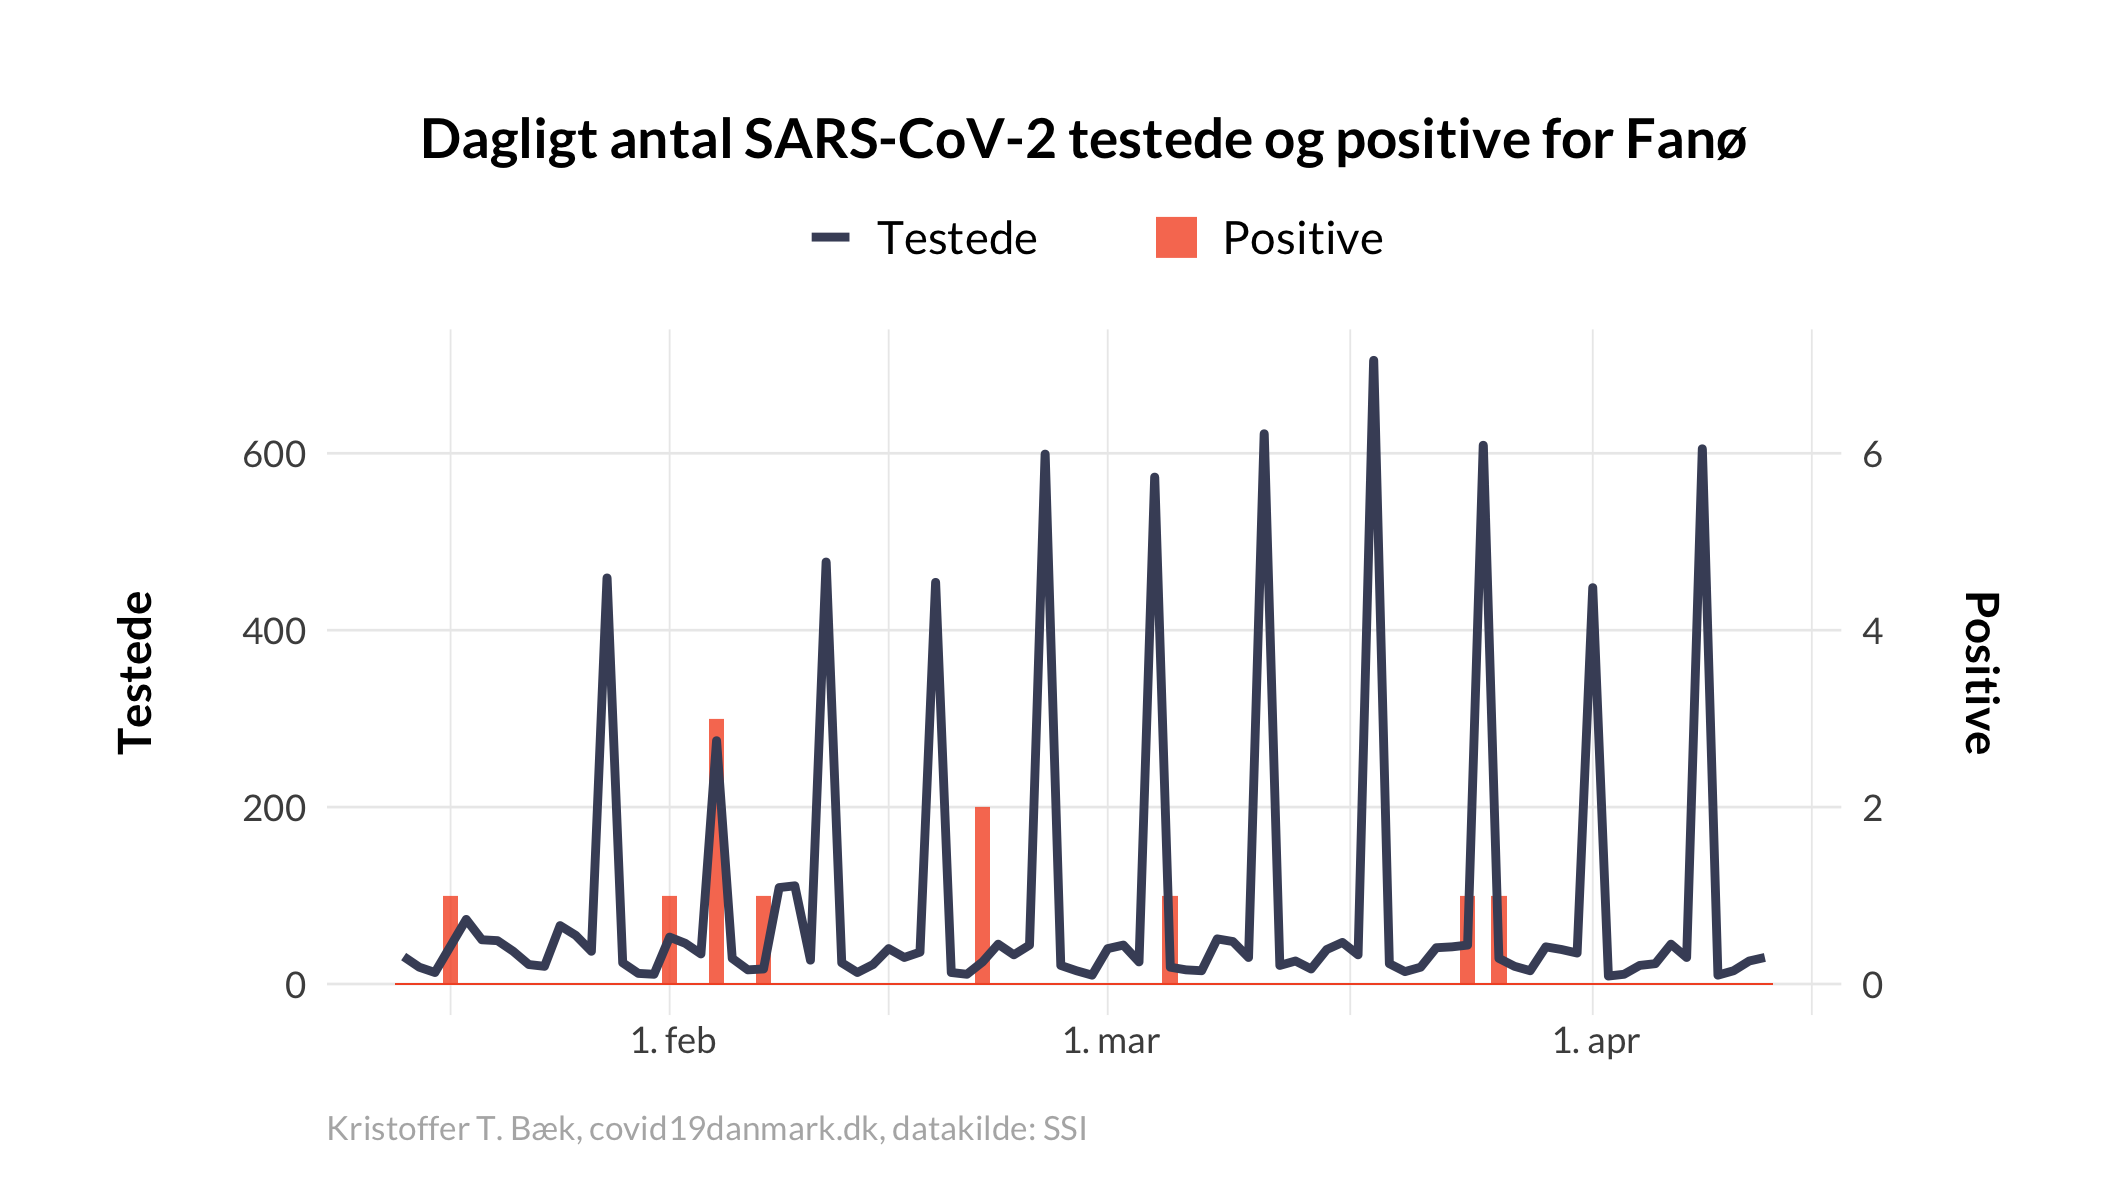 Dagligt antal SARS-CoV-2 testede og positive for Fanø
Testede
Positive
600
400
200
0
Testede
6
4
2
0
Positive
1. feb
1. mar
1. apr
Kristoffer T. Bæk, covid19danmark.dk, datakilde: SSI